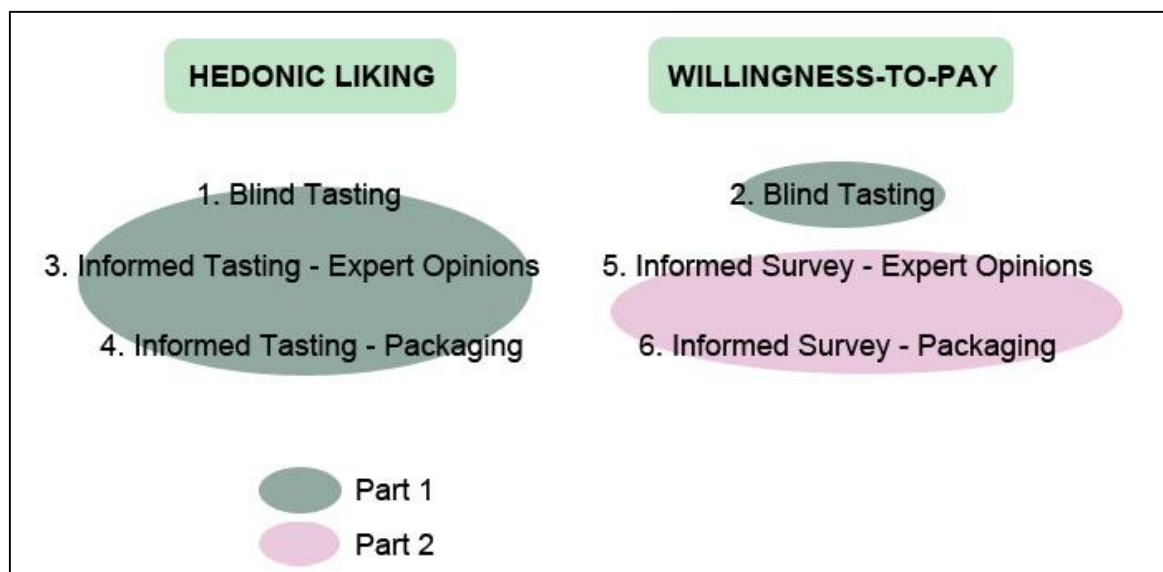 HEDONIC LIKING
WILLINGNESS-TO-PAY
1. Blind Tasting
2. Blind Tasting
3. Informed Tasting - Expert Opinions
5. Informed Survey - Expert Opinions
4. Informed Tasting - Packaging
6. Informed Survey - Packaging
Part 1
Part 2